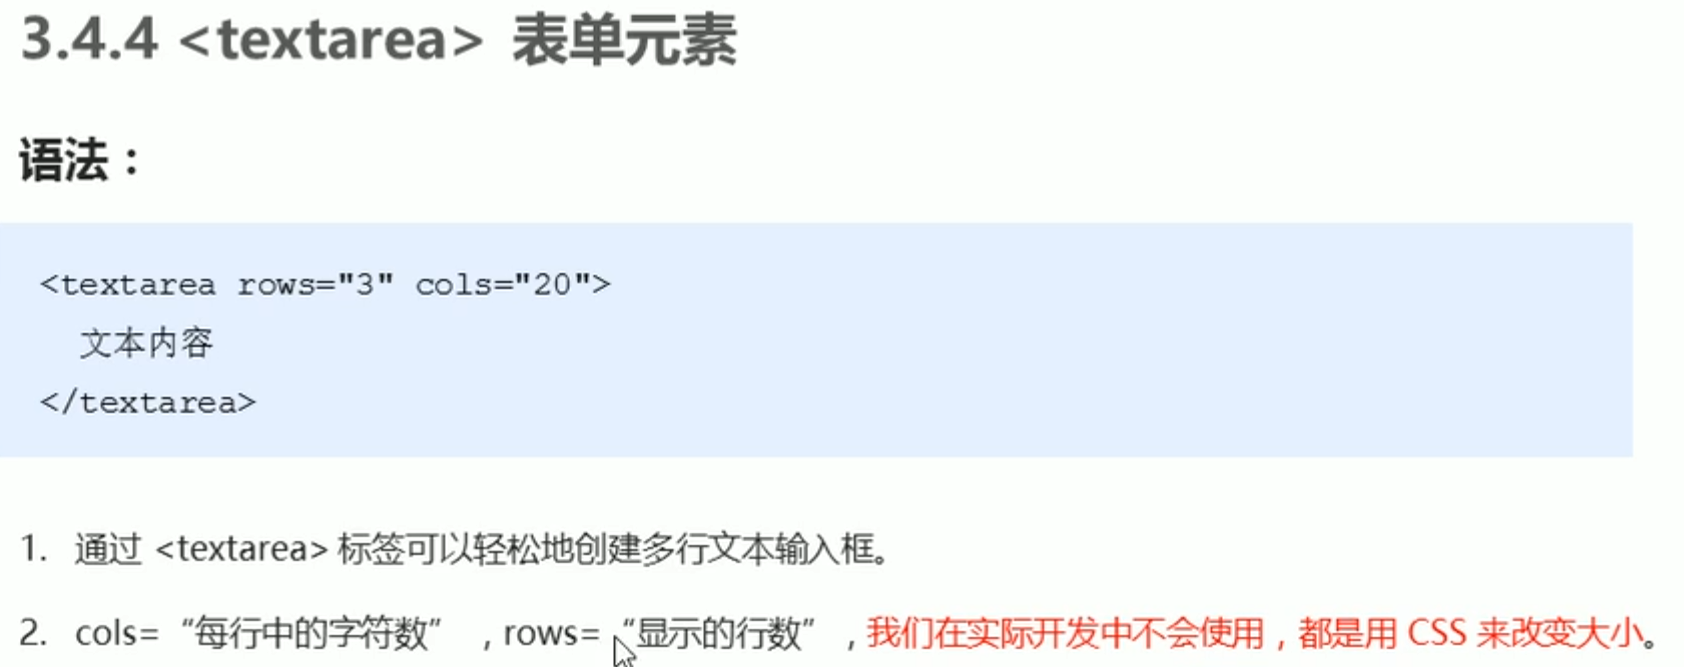 3.4.4 <textarea> 表单元素
语法：
<textarea rows="3" cols="20">
文本内容
</textarea>
1. 通过 <textarea> 标签可以轻松地创建多行文本输入框。
2. cols=“每行中的字符数” ，rows=“显示的行数”，我们在实际开发中不会使用，都是用 CSS 来改变大小。